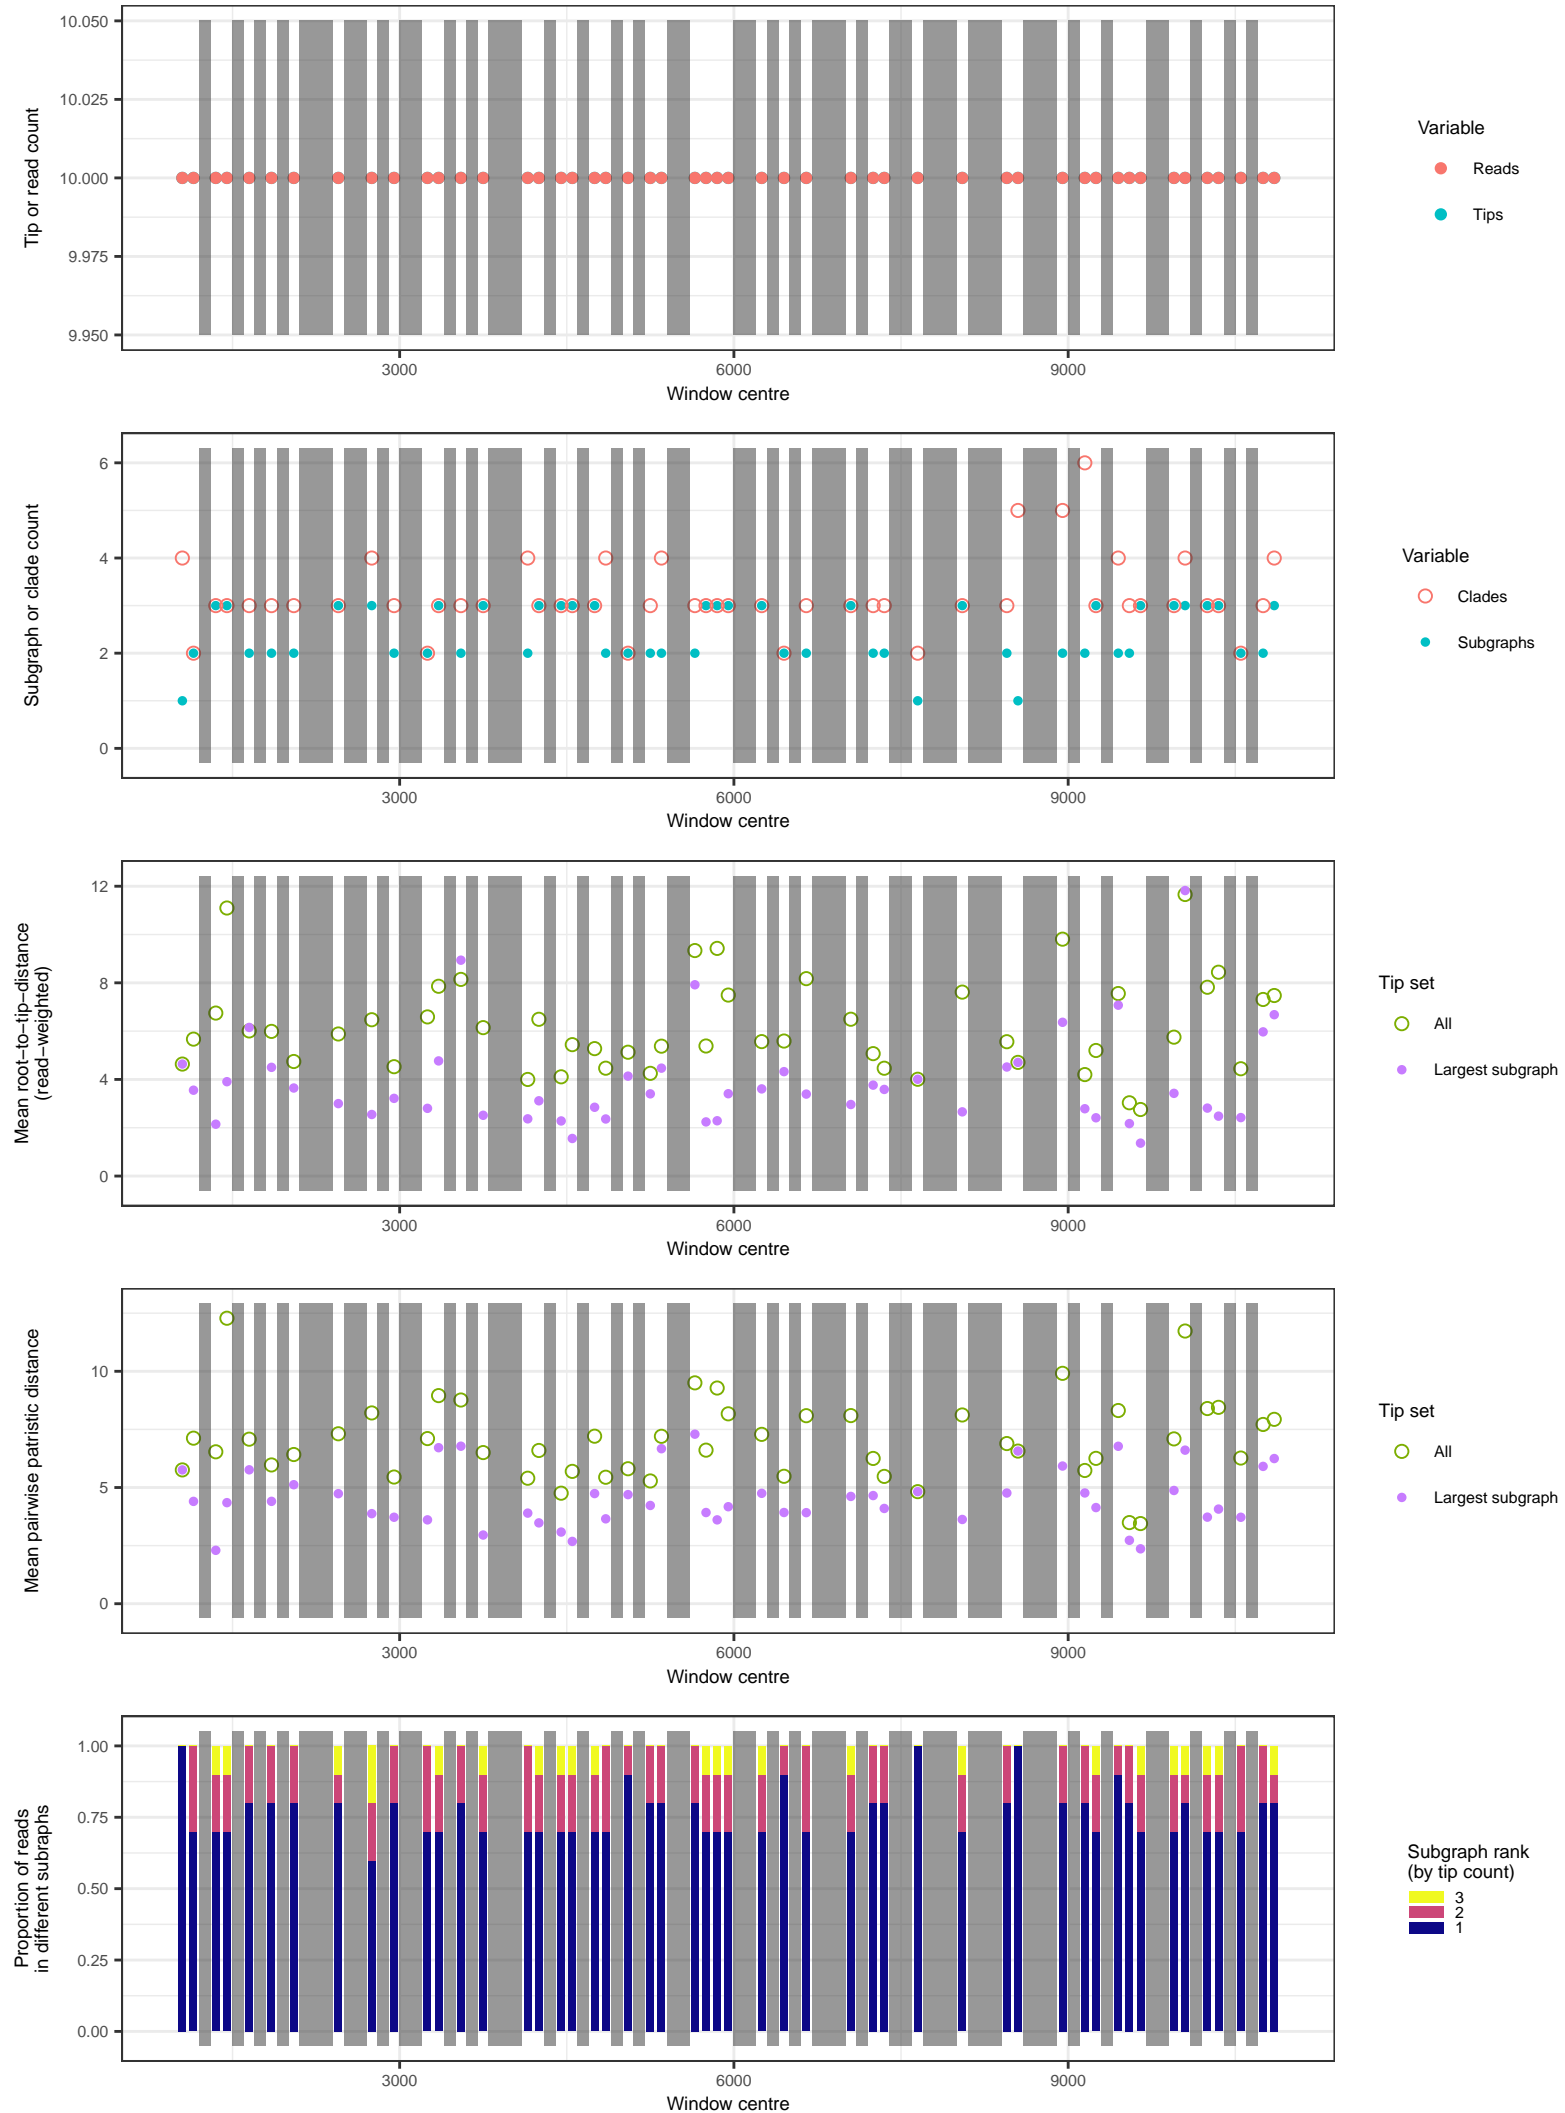 10.050
10.025
10.000
9.975
9.950
Tip or read count
3000 6000 9000
Window centre
Variable
Reads
Tips
6
4
2
0
Subgraph or clade count
3000 6000 9000
Window centre
Variable
Clades
Subgraphs
12
8
4
0
Mean root−to−tip−distance
(read−weighted)
3000 6000 9000
Window centre
Tip set
All
Largest subgraph
10
5
0
Mean pairwise patristic distance
3000 6000 9000
Window centre
Tip set
All
Largest subgraph
1.00
0.75
0.50
0.25
0.00
Proportion of reads
in different subraphs
3000 6000 9000
Window centre
Subgraph rank
(by tip count)
3
2
1